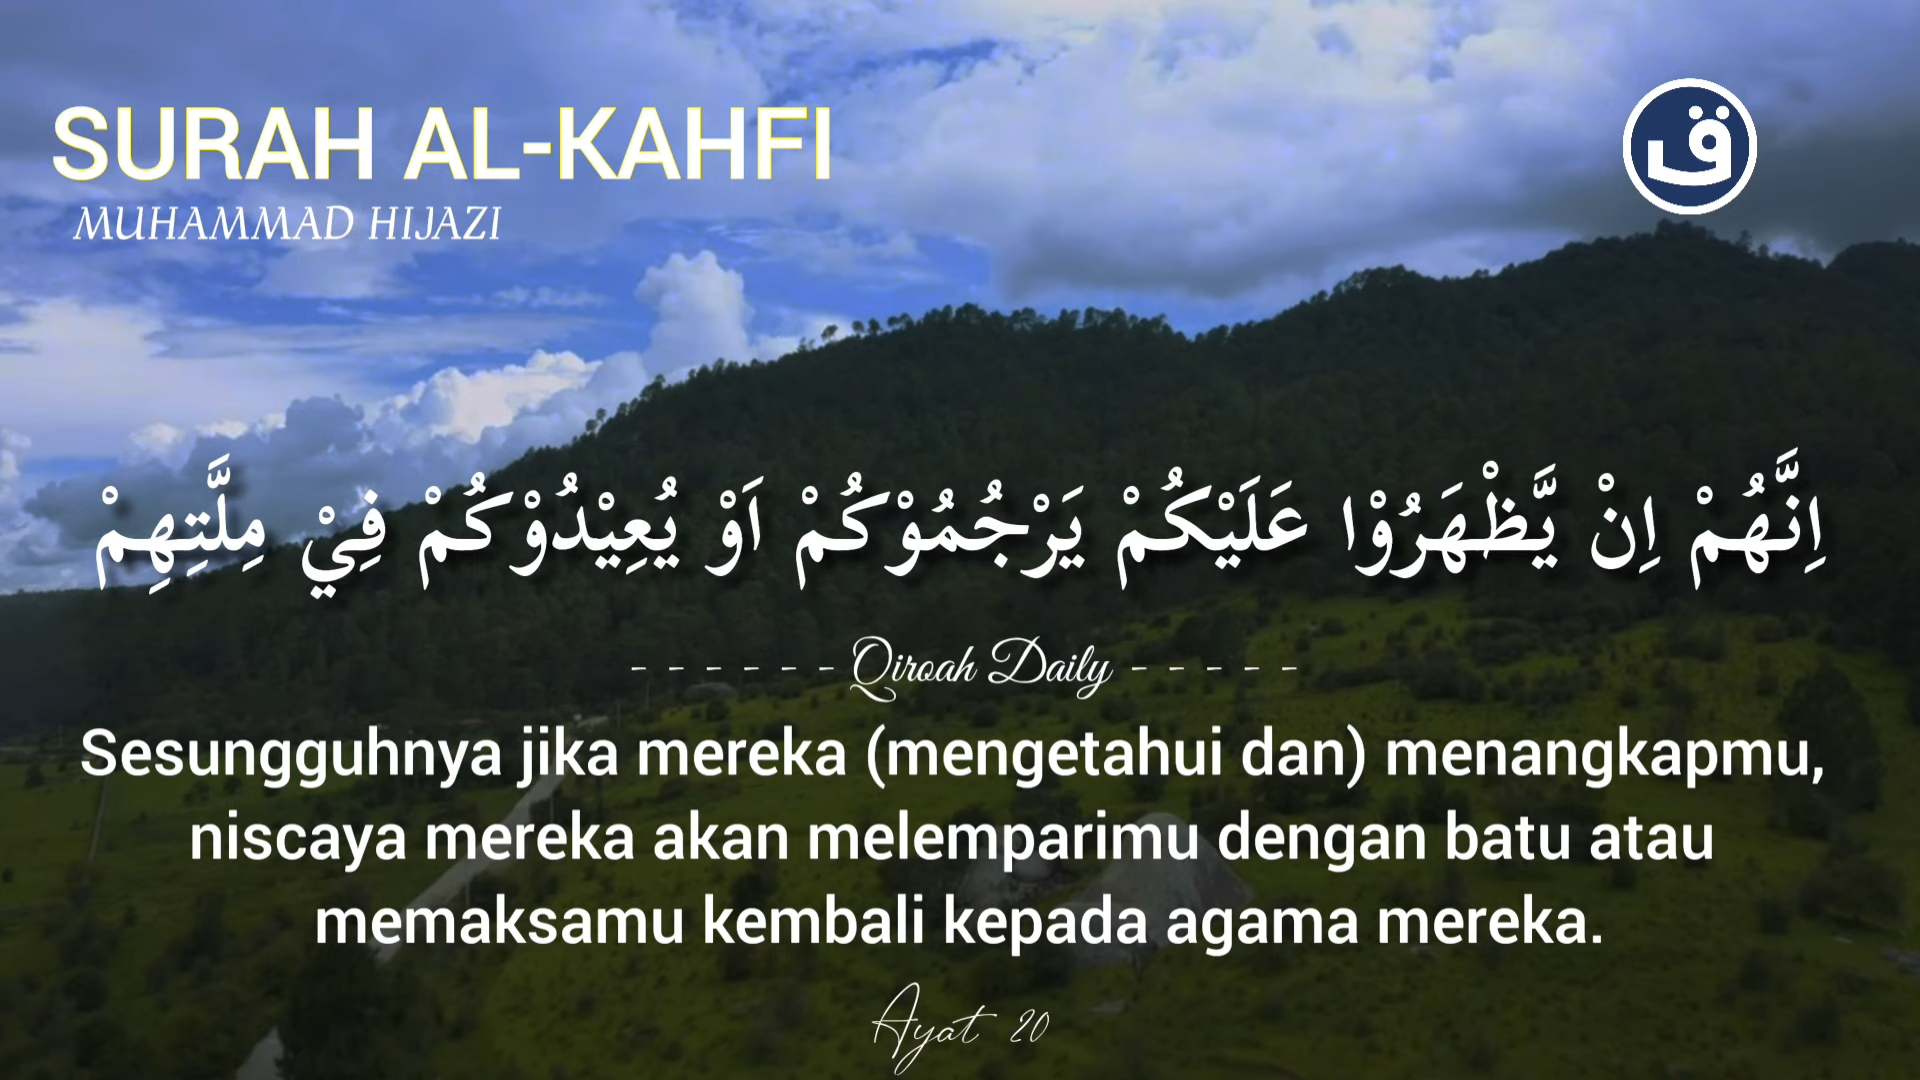 SURAH AL-KAHFI
MUHAMMAD HIJAZI
ق
اِنَّهُمْ اِنْ يَّظْهَرُوْا عَلَيْكُمْ يَرْجُمُوْكُمْ اَوْ يُعِيْدُوْكُمْ فِيْ مِلَّتِهِمْ
- - - - - - Qiroah Daily - - - - -
Sesungguhnya jika mereka (mengetahui dan) menangkapmu,
niscaya mereka akan melemparimu dengan batu atau
memaksamu kembali kepada agama mereka.
Ayat 20